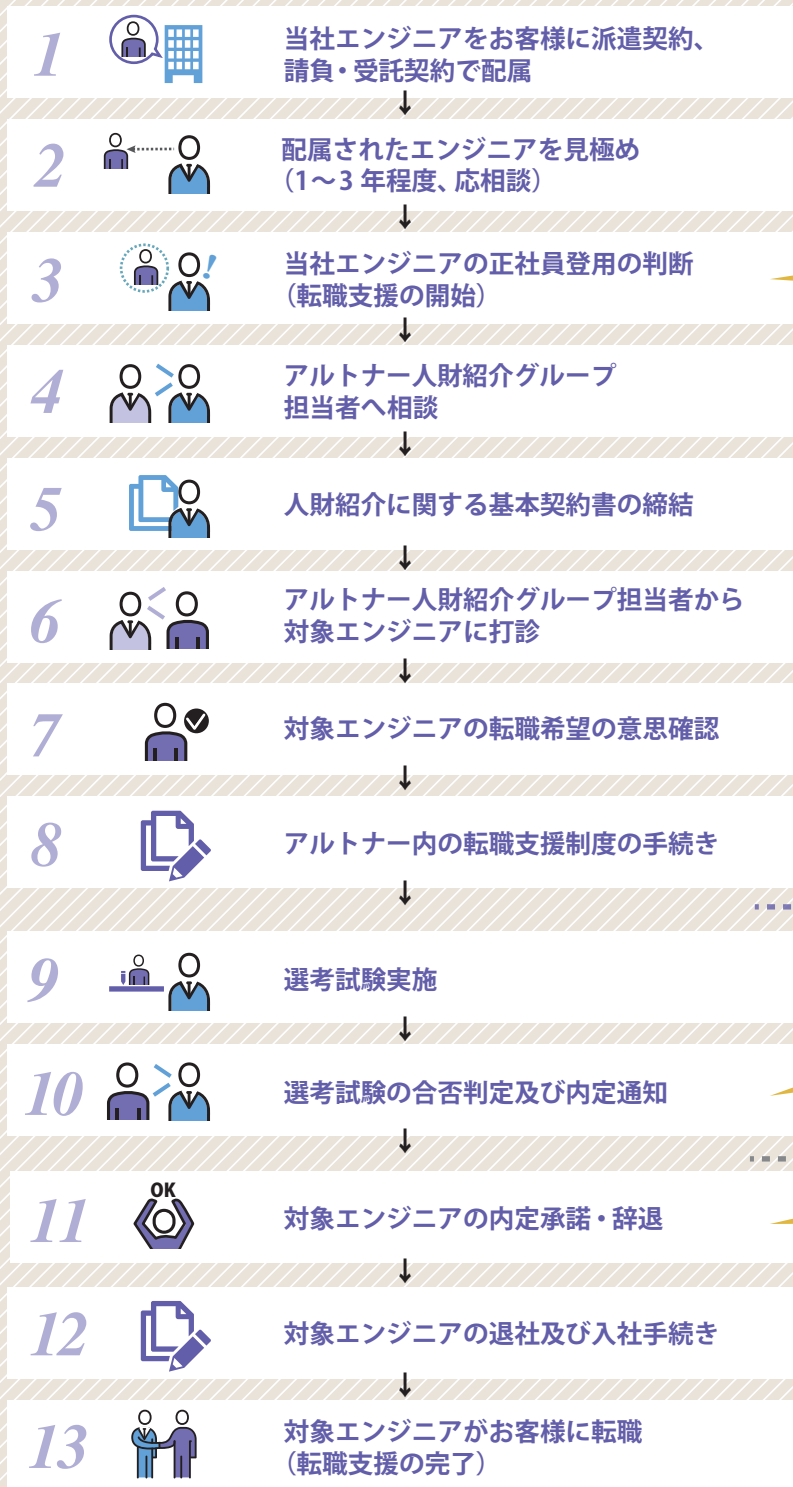 1
当社エンジニアをお客様に派遣契約、
請負・受託契約で配属
2
配属されたエンジニアを見極め
（1～3 年程度、応相談）
3
当社エンジニアの正社員登用の判断
（転職支援の開始）
4
アルトナー人財紹介グループ
担当者へ相談
5
人財紹介に関する基本契約書の締結
6
アルトナー人財紹介グループ担当者から
対象エンジニアに打診
7
対象エンジニアの転職希望の意思確認
8
アルトナー内の転職支援制度の手続き
9
選考試験実施
10
選考試験の合否判定及び内定通知
11
OK
対象エンジニアの内定承諾・辞退
12
対象エンジニアの退社及び入社手続き
13
対象エンジニアがお客様に転職
（転職支援の完了）